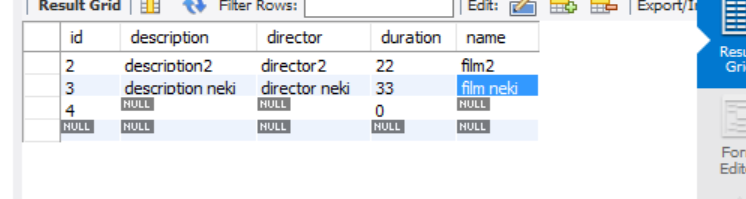 Result Grid Filter Rows: Edit: Export/I
id description director duration name
2 description2 director2 22 film2
3 description neki director neki 33 film neki
4 NULL NULL 0 NULL
NULL NULL NULL NULL NULL
Resu
Gri
For
Edit